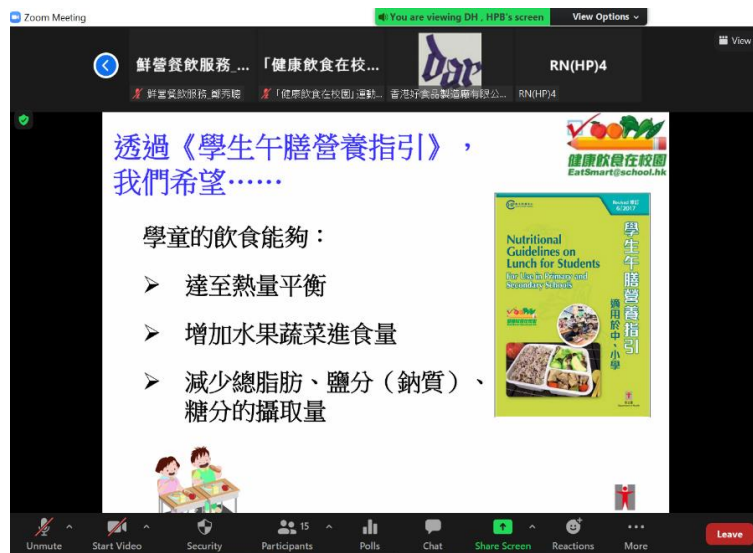 Zoom Meeting
You are viewing DH , HPB's screen
View Options
View
鮮營餐飲服務_...
「健康飲食在校...
dar
RN(HP)4
鮮營餐飲服務_鄭秀聰
「健康飲食在校園」運動...
香港好食品製造廠有限公...
RN(HP)4
透過《學生午膳營養指引》，
我們希望……
健康飲食在校園
EatSmart@school.hk
學童的飲食能夠：
➢ 達至熱量平衡
➢ 增加水果蔬菜進食量
➢ 減少總脂肪、鹽分（鈉質）、
糖分的攝取量
Revised 修訂
6/2017
Nutritional
Guidelines on
Lunch for Students
For Use in Primary and
Secondary Schools
學生午膳營養指引
適用於中、小學
Unmute
Start Video
Security
15
Participants
Polls
Chat
Share Screen
Reactions
More
Leave